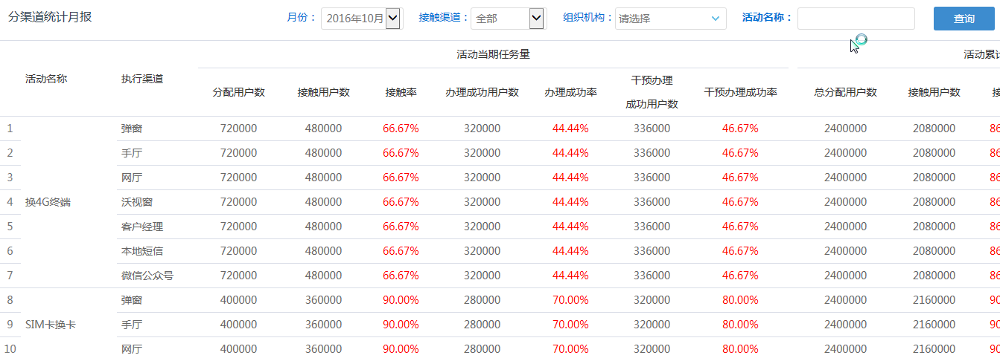 分渠道统计月报 月份： 2016年10月 接触渠道： 全部 组织机构： 请选择 活动名称： 查询
活动名称 执行渠道 活动当期任务量 活动累计
分配用户数 接触用户数 接触率 办理成功用户数 办理成功率 干预办理 干预办理成功率 总分配用户数 接触用户数
成功用户数
1 弹窗 720000 480000 66.67% 320000 44.44% 336000 46.67% 2400000 2080000 86
2 手厅 720000 480000 66.67% 320000 44.44% 336000 46.67% 2400000 2080000 86
3 网厅 720000 480000 66.67% 320000 44.44% 336000 46.67% 2400000 2080000 86
4 换4G终端 沃视窗 720000 480000 66.67% 320000 44.44% 336000 46.67% 2400000 2080000 86
5 客户经理 720000 480000 66.67% 320000 44.44% 336000 46.67% 2400000 2080000 86
6 本地短信 720000 480000 66.67% 320000 44.44% 336000 46.67% 2400000 2080000 86
7 微信公众号 720000 480000 66.67% 320000 44.44% 336000 46.67% 2400000 2080000 86
8 弹窗 400000 360000 90.00% 280000 70.00% 320000 80.00% 2400000 2160000 90
9 SIM卡换卡 手厅 400000 360000 90.00% 280000 70.00% 320000 80.00% 2400000 2160000 90
10 网厅 400000 360000 90.00% 280000 70.00% 320000 80.00% 2400000 2160000 90